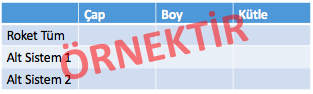 Çap Boy Kütle
Roket Tüm
Alt Sistem 1
Alt Sistem 2
ÖRNEKTİR